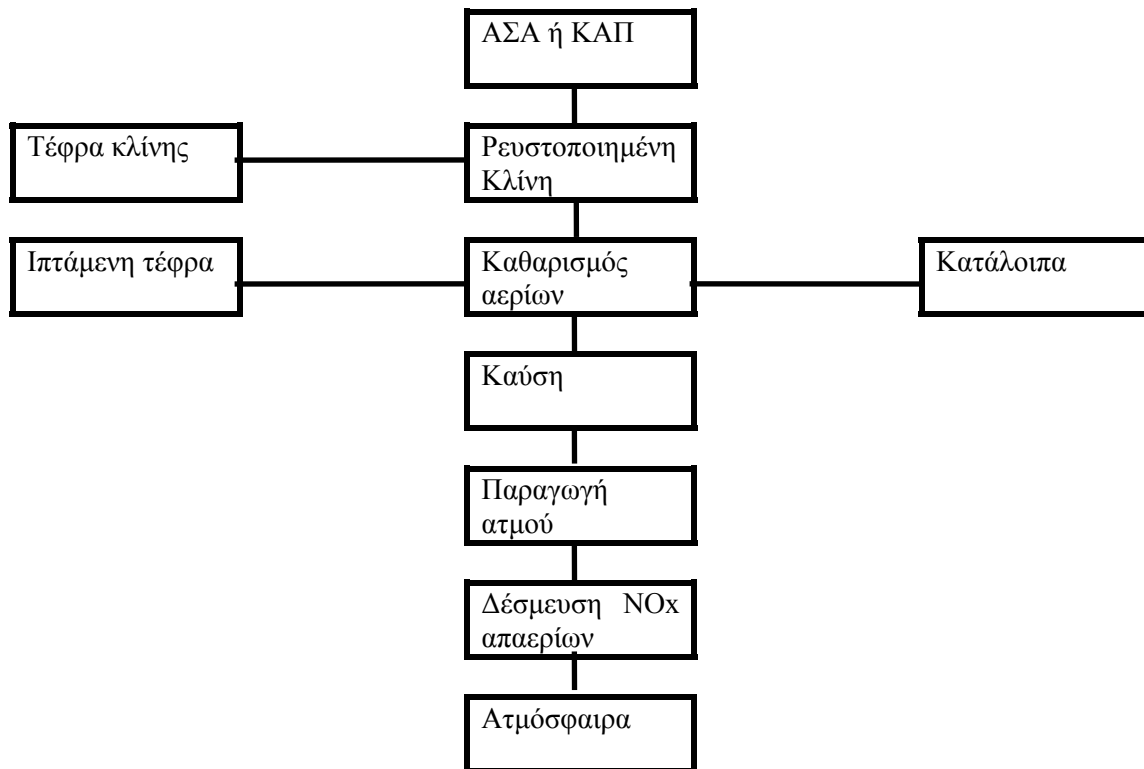 ΑΣΑ ή ΚΑΠ
Τέφρα κλίνης
Ρευστοποιημένη
Κλίνη
Ιπτάμενη τέφρα
Καθαρισμός
αερίων
Κατάλοιπα
Καύση
Παραγωγή
ατμού
Δέσμευση NOx
απαερίων
Ατμόσφαιρα